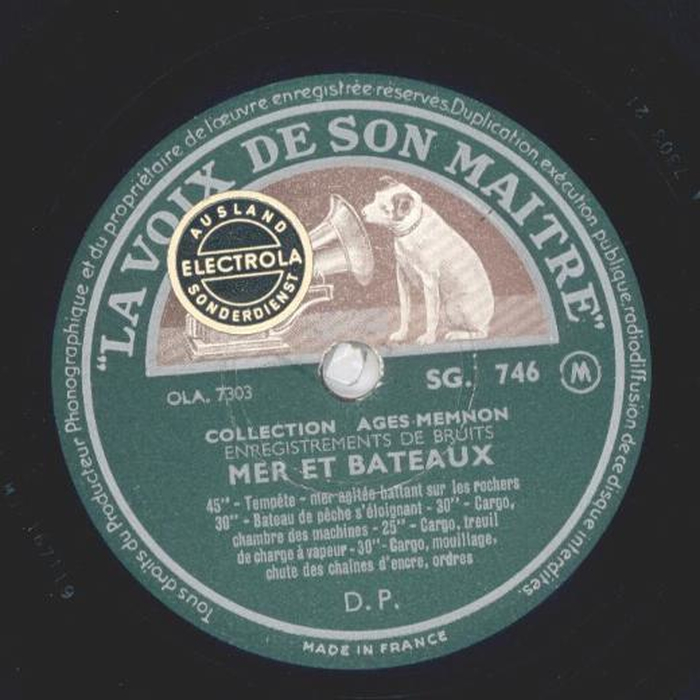 Tous droits du Producteur Phonographique et du propriétaire de l'œuvre enregistrée réservés. Duplication, exécution publique, radiodiffusion de ce disque interdites.
"LA VOIX DE SON MAITRE"
AUSLAND
ELECTROLA
SONDERDIENST
OLA. 7303
SG. 746 M
COLLECTION AGES-MEMNON
ENREGISTREMENTS DE BRUITS
MER ET BATEAUX
45" - Tempête - mer agitée battant sur les rochers
30" - Bateau de pêche s'éloignant - 30" - Cargo,
chambre des machines - 25" - Cargo, treuil
de charge à vapeur - 30" - Cargo, mouillage,
chute des chaînes d'encre, ordres
D.P.
MADE IN FRANCE